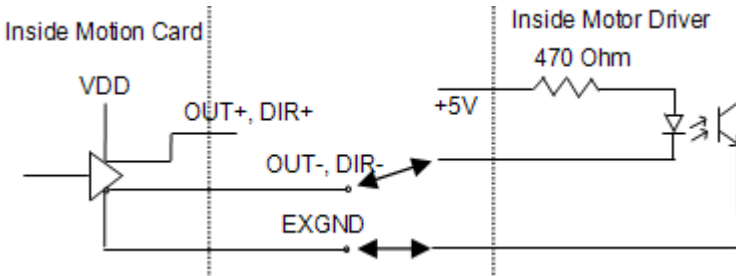 Inside Motion Card
Inside Motor Driver
470 Ohm
VDD
OUT+, DIR+
+5V
OUT-, DIR-
EXGND